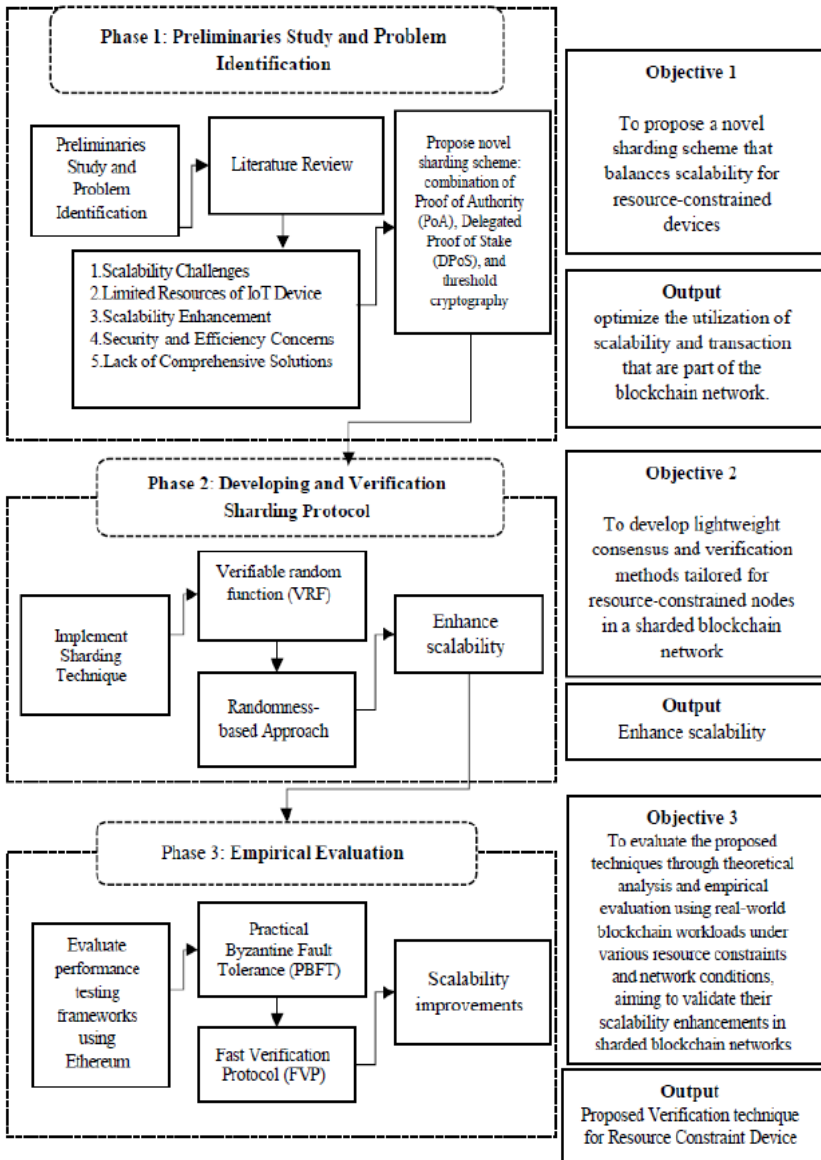 Phase 1: Preliminaries Study and Problem
Identification
Preliminaries
Study and
Problem
Identification
Literature Review
Propose novel
sharding scheme:
combination of
Proof of Authority
(PoA), Delegated
Proof of Stake
(DPoS), and
threshold
cryptography
1.Scalability Challenges
2.Limited Resources of IoT Device
3.Scalability Enhancement
4.Security and Efficiency Concerns
5.Lack of Comprehensive Solutions
Objective 1
To propose a novel
sharding scheme that
balances scalability for
resource-constrained
devices
Output
optimize the utilization of
scalability and transaction
that are part of the
blockchain network.
Phase 2: Developing and Verification
Sharding Protocol
Implement
Sharding
Technique
Verifiable random
function (VRF)
Randomness-
based Approach
Enhance
scalability
Objective 2
To develop lightweight
consensus and verification
methods tailored for
resource-constrained nodes
in a sharded blockchain
network
Output
Enhance scalability
Phase 3: Empirical Evaluation
Evaluate
performance
testing
frameworks
using
Ethereum
Practical
Byzantine Fault
Tolerance (PBFT)
Fast Verification
Protocol (FVP)
Scalability
improvements
Objective 3
To evaluate the proposed
techniques through theoretical
analysis and empirical
evaluation using real-world
blockchain workloads under
various resource constraints
and network conditions,
aiming to validate their
scalability enhancements in
sharded blockchain networks
Output
Proposed Verification technique
for Resource Constraint Device